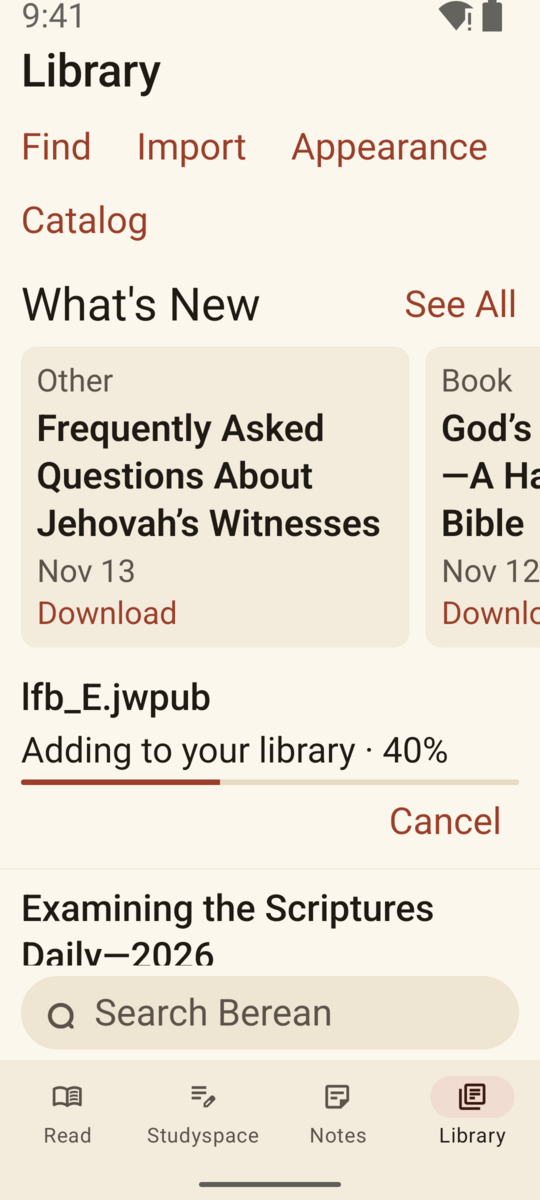 9:41
Library
Find Import Appearance
Catalog
What's New See All
Other
Frequently Asked
Questions About
Jehovah’s Witnesses
Nov 13
Download
Book
God’s
—A Ha
Bible
Nov 12
Downlo
lfb_E.jwpub
Adding to your library · 40%
Cancel
Examining the Scriptures
Daily—2026
Search Berean
Read Studyspace Notes Library